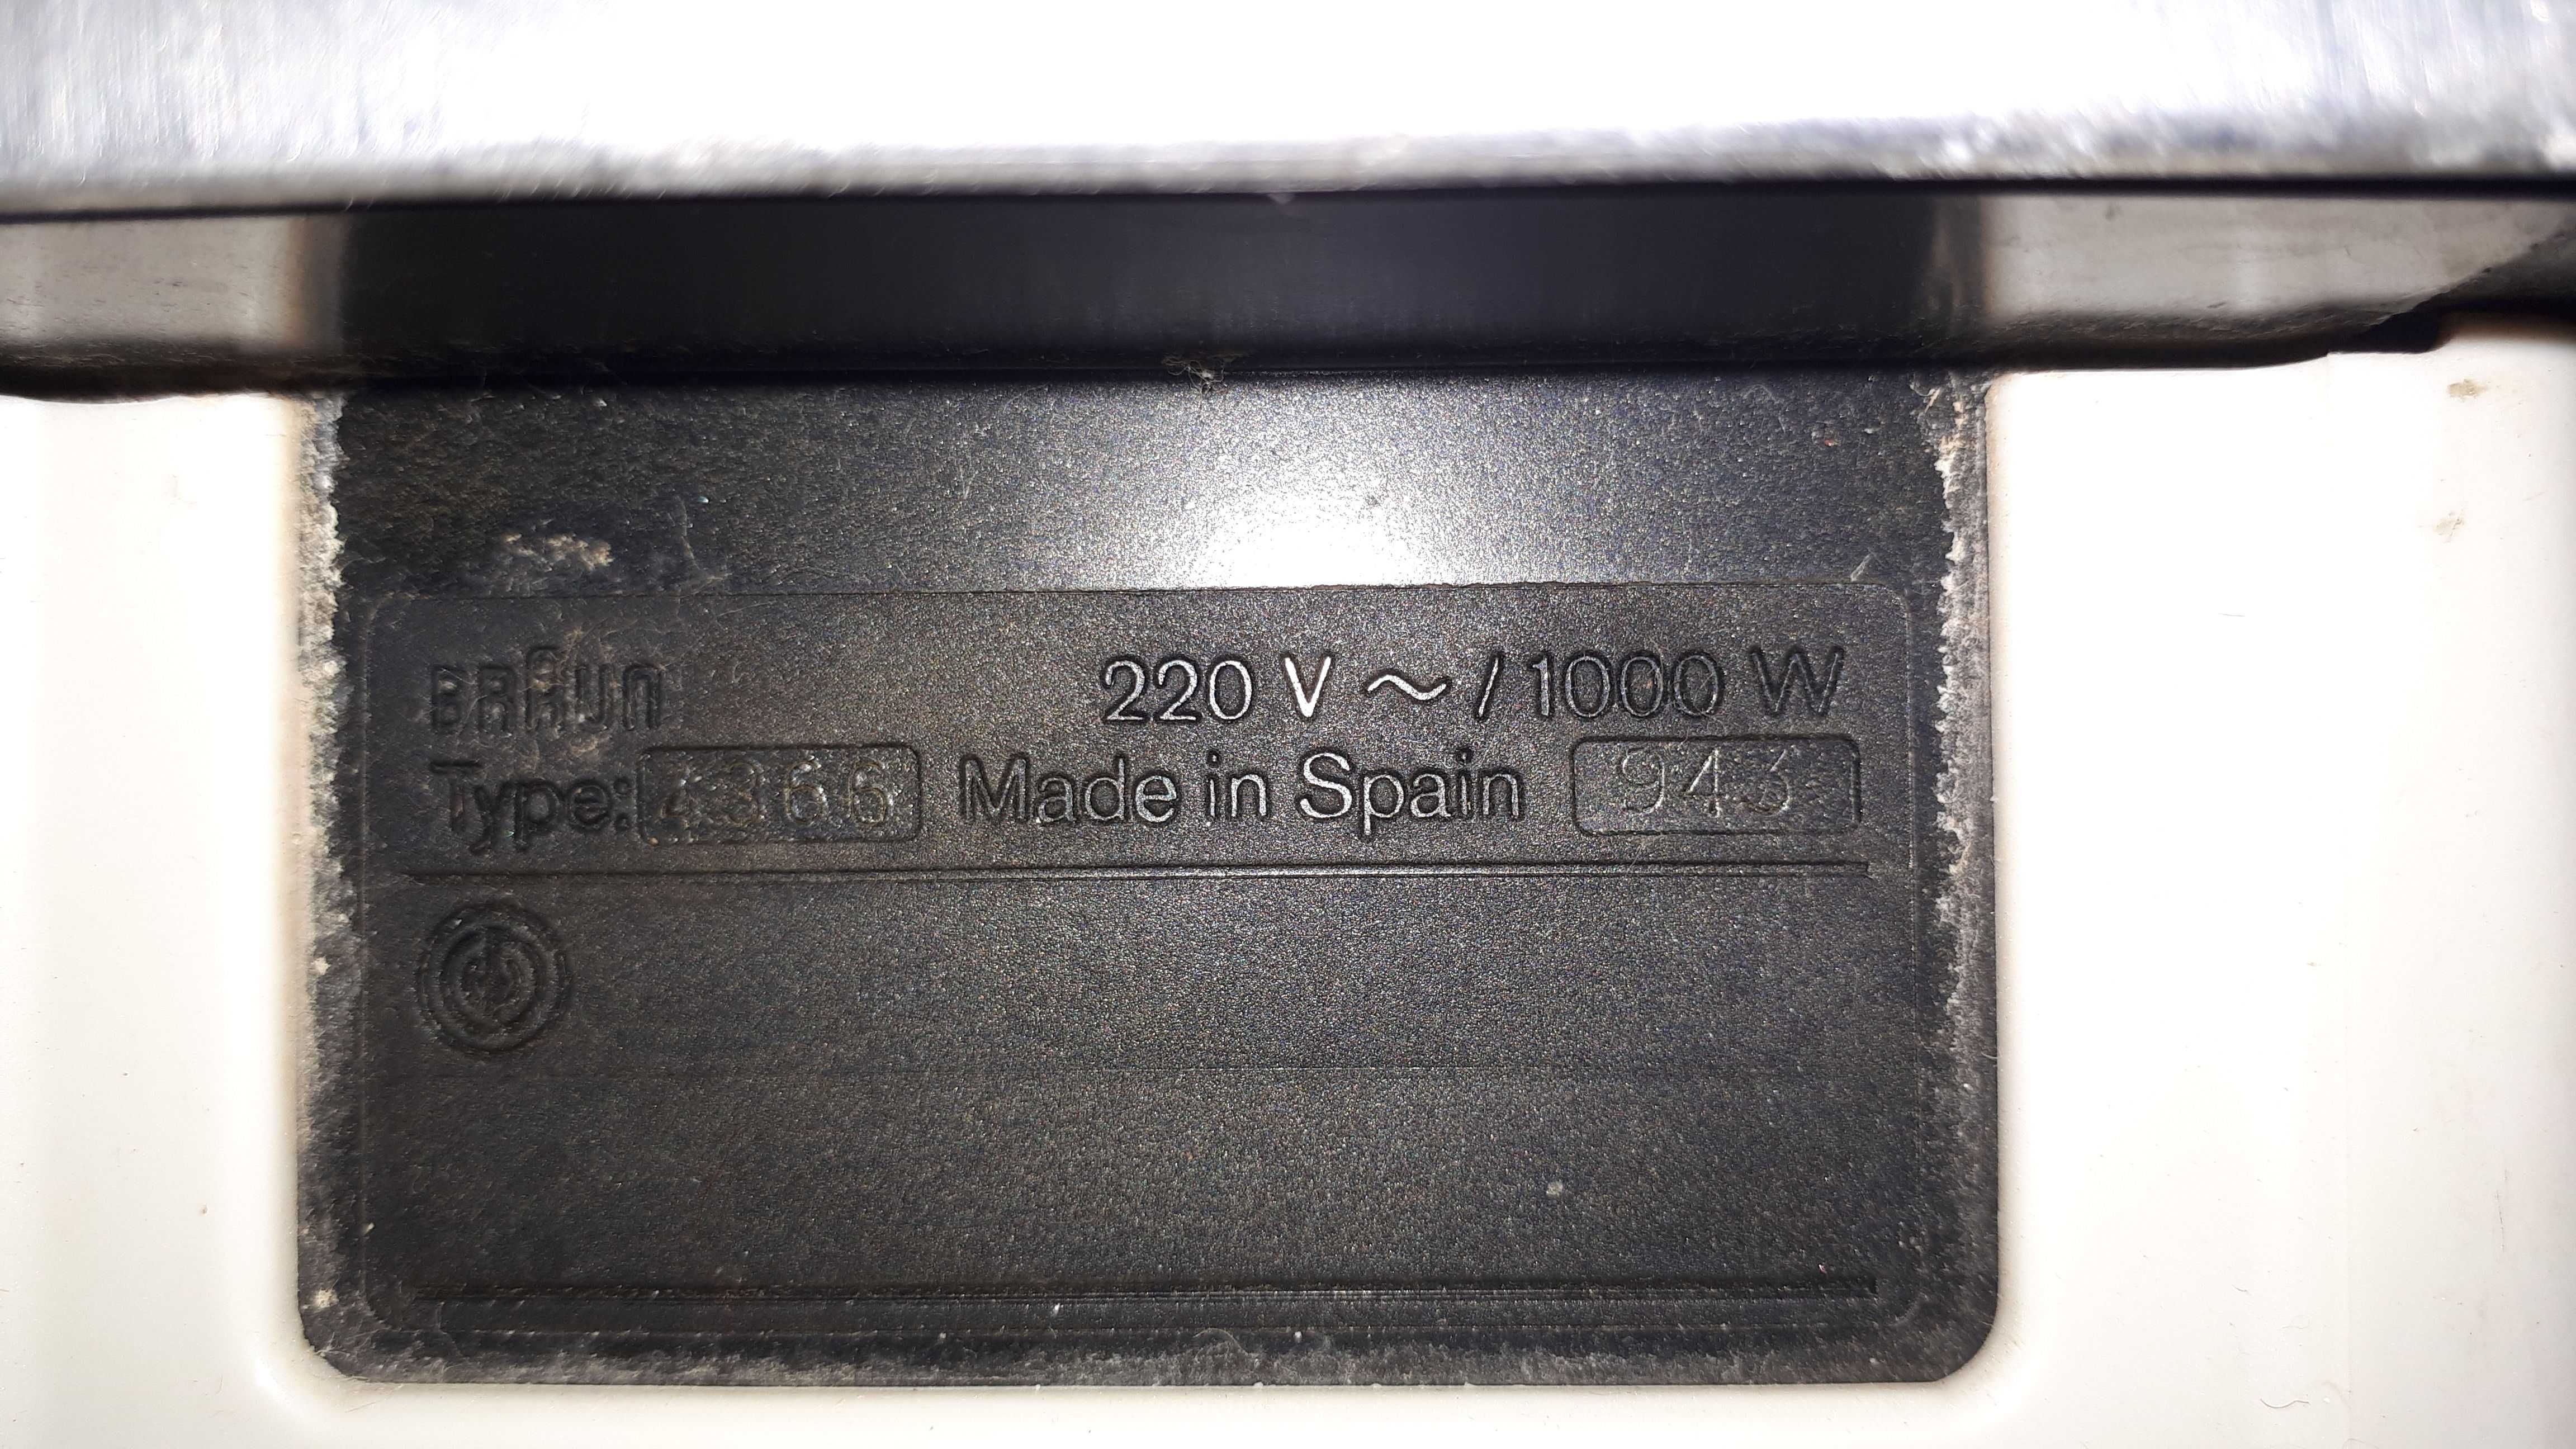 BRAUN 220 V ~ / 1000 W
Type: 4366 Made in Spain 943